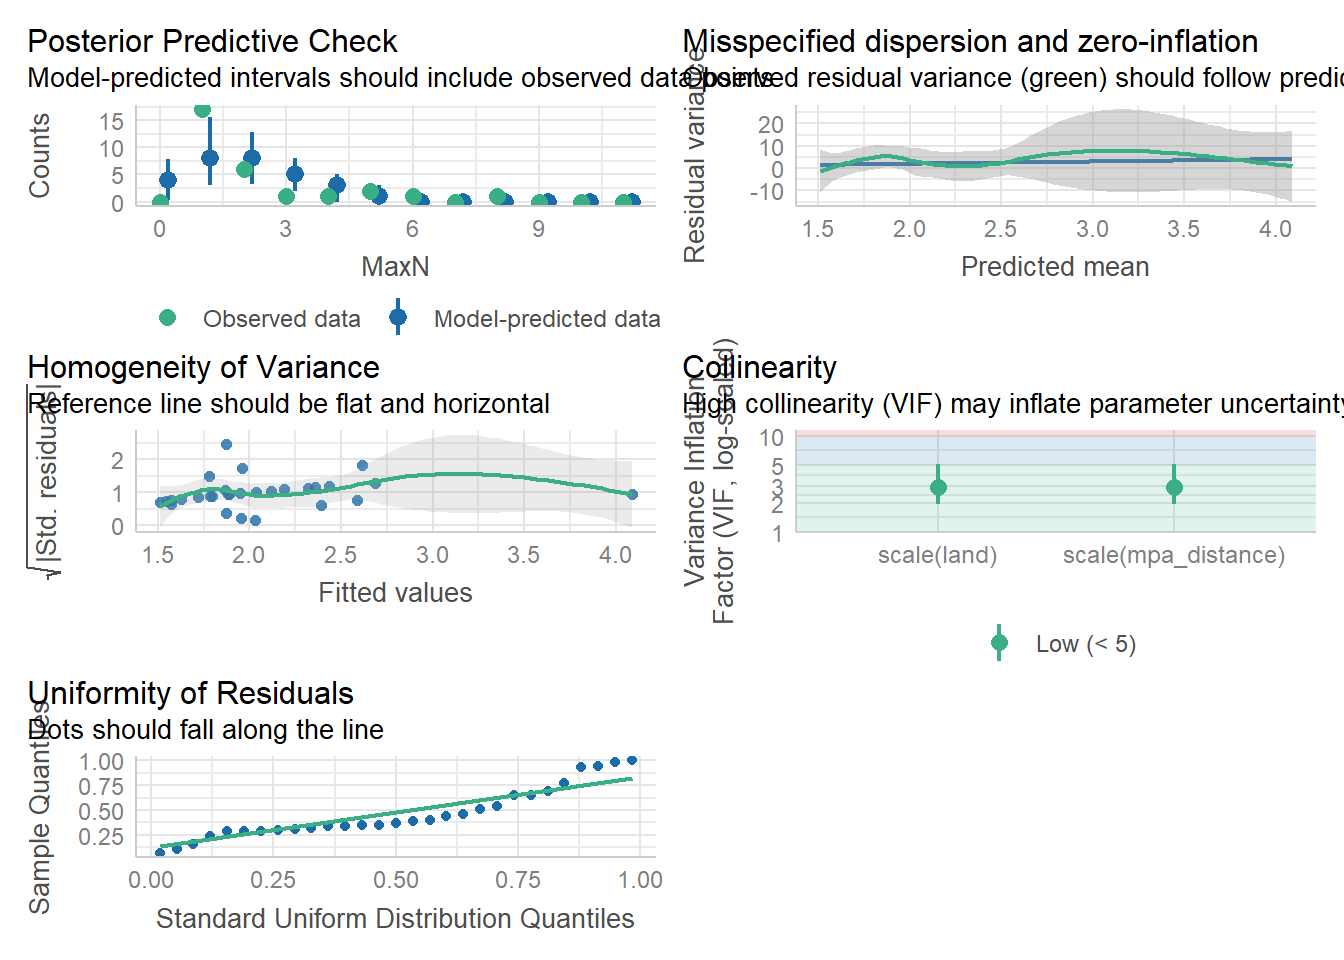 Posterior Predictive Check
Model-predicted intervals should include observed data points
Counts
15
10
5
0
0
3
6
9
MaxN
Observed data
Model-predicted data
Misspecified dispersion and zero-inflation
Observed residual variance (green) should follow predic
Residual variance
20
10
0
-10
1.5
2.0
2.5
3.0
3.5
4.0
Predicted mean
Homogeneity of Variance
Reference line should be flat and horizontal
√|Std. residuals|
2
1
0
1.5
2.0
2.5
3.0
3.5
4.0
Fitted values
Collinearity
High collinearity (VIF) may inflate parameter uncertainty
Variance Inflation
Factor (VIF, log-scaled)
10
5
3
2
1
scale(land)
scale(mpa_distance)
Low (< 5)
Uniformity of Residuals
Dots should fall along the line
Sample Quantiles
1.00
0.75
0.50
0.25
0.00
0.25
0.50
0.75
1.00
Standard Uniform Distribution Quantiles